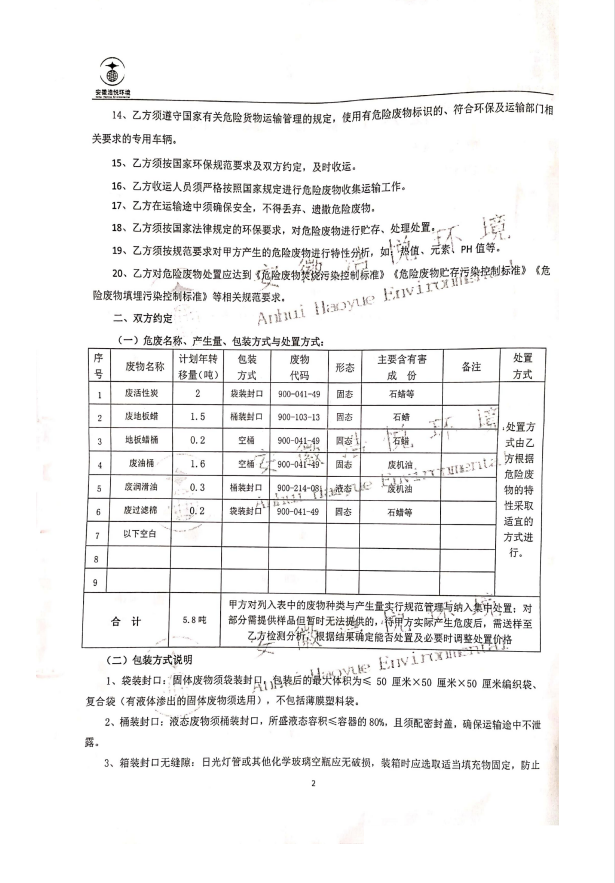 安徽浩悦环境
14、乙方须遵守国家有关危险货物运输管理的规定，使用有危险废物标识的、符合环保及运输部门相
关要求的专用车辆。
15、乙方须按国家环保规范要求及双方约定，及时收运。
16、乙方收运人员须严格按照国家规定进行危险废物收集运输工作。
17、乙方在运输途中须确保安全，不得丢弃、遗撒危险废物。
18、乙方须按国家法律规定的环保要求，对危险废物进行贮存、处理处置。
19、乙方须按规范要求对甲方产生的危险废物进行特性分析，如：热值、元素、PH 值等。
20、乙方对危险废物处置应达到《危险废物焚烧污染控制标准》《危险废物贮存污染控制标准》《危
险废物填埋污染控制标准》等相关规范要求。
安徽浩悦环境
Anhui Haoyue Environmental
二、双方约定
（一）危废名称、产生量、包装方式与处置方式：
序号 废物名称 计划年转移量（吨） 包装方式 废物代码 形态 主要含有害成 份 备注 处置方式
1 废活性炭 2 袋装封口 900-041-49 固态 石蜡等
2 废地板蜡 1.5 桶装封口 900-103-13 固态 石蜡
3 地板蜡桶 0.2 空桶 900-041-49 固态 石蜡
4 废油桶 1.6 空桶 900-041-49 固态 废机油
5 废润滑油 0.3 桶装封口 900-214-08 液态 废机油
6 废过滤棉 0.2 袋装封口 900-041-49 固态 石蜡等
7 以下空白
8
9
处置方
式由乙
方根据
危险废
物的特
性采取
适宜的
方式进
行。
安徽浩悦环境
Anhui Haoyue Environmental
合 计 5.8 吨
甲方对列入表中的废物种类与产生量实行规范管理与纳入集中处置；对
部分需提供样品但暂时无法提供的，待甲方实际产生危废后，需送样至
乙方检测分析，根据结果确定能否处置及必要时调整处置价格
安徽浩悦环境
Anhui Haoyue Environmental
（二）包装方式说明
1、袋装封口：固体废物须袋装封口，包装后的最大体积为≤ 50 厘米×50 厘米×50 厘米编织袋、
复合袋（有液体渗出的固体废物须选用），不包括薄膜塑料袋。
2、桶装封口：液态废物须桶装封口，所盛液态容积≤容器的 80%，且须配密封盖，确保运输途中不泄
露。
3、箱装封口无缝隙：日光灯管或其他化学玻璃空瓶应无破损，装箱时应选取适当填充物固定，防止
2